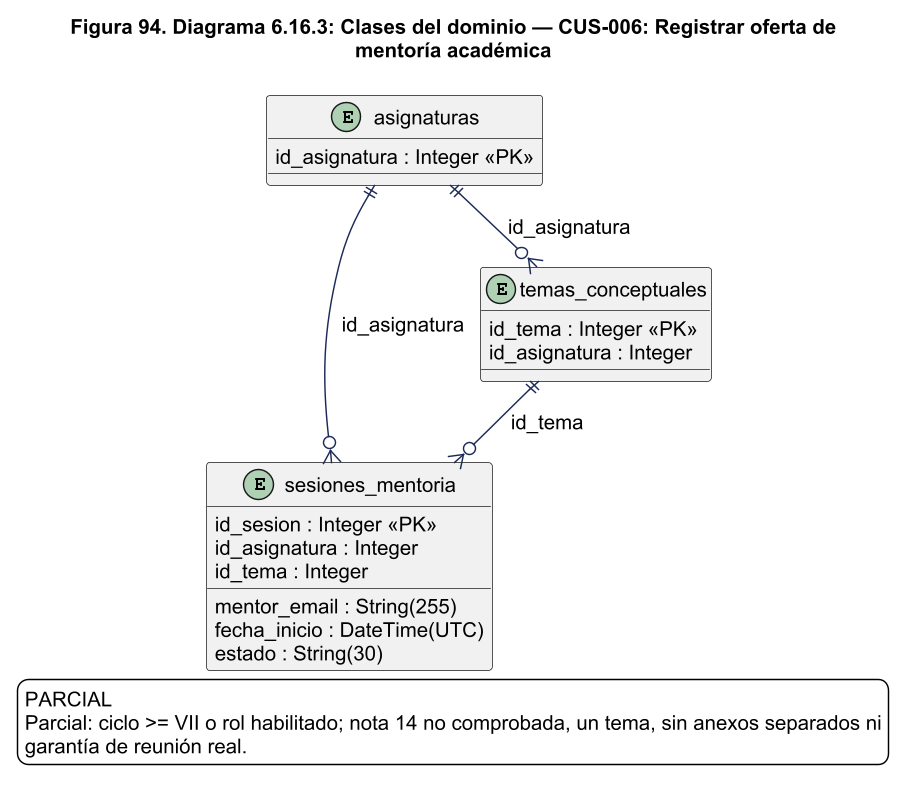 Figura 94. Diagrama 6.16.3: Clases del dominio — CUS-006: Registrar oferta de
mentoría académica
E asignaturas
id_asignatura : Integer «PK»
id_asignatura
E temas_conceptuales
id_tema : Integer «PK»
id_asignatura : Integer
id_asignatura
id_tema
E sesiones_mentoria
id_sesion : Integer «PK»
id_asignatura : Integer
id_tema : Integer
mentor_email : String(255)
fecha_inicio : DateTime(UTC)
estado : String(30)
PARCIAL
Parcial: ciclo >= VII o rol habilitado; nota 14 no comprobada, un tema, sin anexos separados ni
garantía de reunión real.